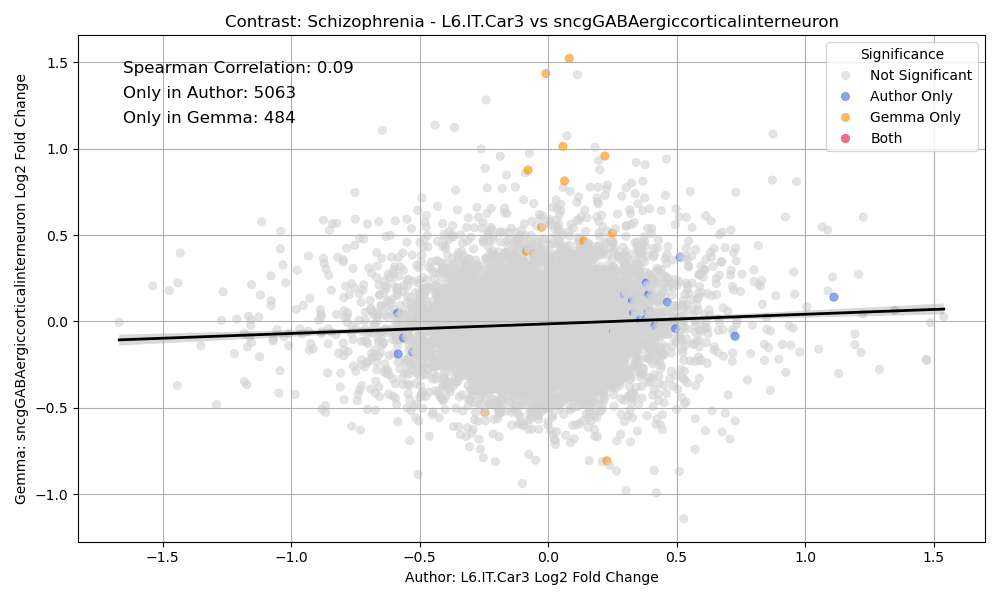 Contrast: Schizophrenia - L6.IT.Car3 vs sncgGABAergiccorticalinterneuron
Spearman Correlation: 0.09
Only in Author: 5063
Only in Gemma: 484
Significance
Not Significant
Author Only
Gemma Only
Both
Gemma: sncgGABAergiccorticalinterneuron Log2 Fold Change
1.5
1.0
0.5
0.0
−0.5
−1.0
−1.5
−1.0
−0.5
0.0
0.5
1.0
1.5
Author: L6.IT.Car3 Log2 Fold Change